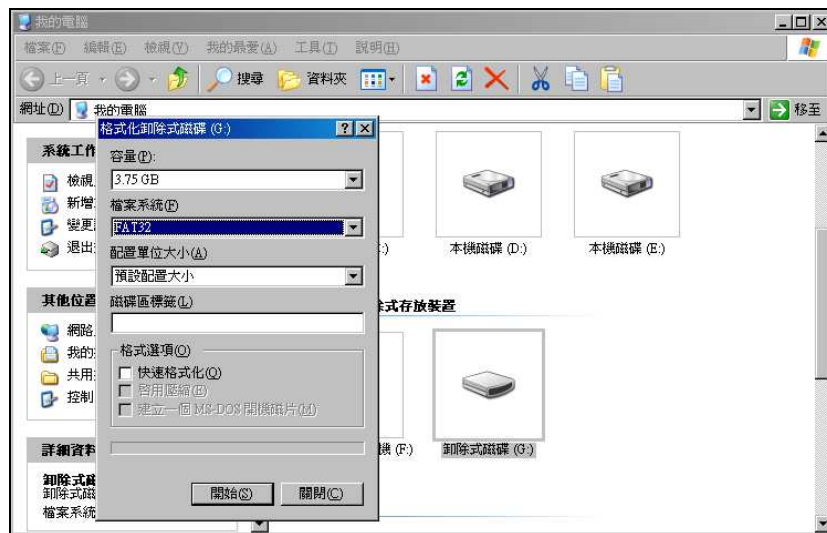 我的電腦
檔案(F) 編輯(E) 檢視(V) 我的最愛(A) 工具(T) 說明(H)
上一頁 搜尋 資料夾
網址(D) 我的電腦 移至
格式化卸除式磁碟 (G:)
容量(P):
3.75 GB
檔案系統(F)
FAT32
配置單位大小(A)
預設配置大小
磁碟區標籤(L)
格式選項(O)
快速格式化(Q)
啓用壓縮(E)
建立一個 MS-DOS 開機磁片(M)
開始(S) 關閉(C)
系統工作
檢視
新增
變更
退出
其他位置
網路
我的
共用
控制
詳細資料
卸除式磁
卸除式磁
檔案系統
:) 本機磁碟 (D:) 本機磁碟 (E:)
除式存放裝置
機 (F:) 卸除式磁碟 (G:)